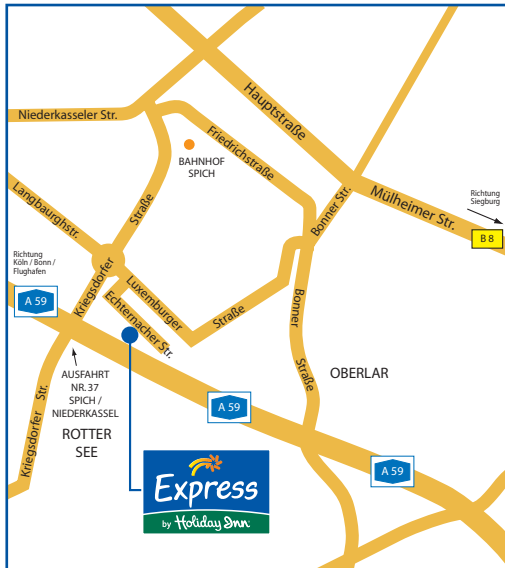 Hauptstraße
Niederkasseler Str.
Friedrichstraße
BAHNHOF
SPICH
Langbaurghstr.
Straße
Bonner Str.
Mülheimer Str.
Richtung
Siegburg
B 8
Richtung
Köln / Bonn /
Flughafen
A 59
Kriegsdorfer
Luxemburger
Straße
Echternacher Str.
Bonner
Straße
OBERLAR
AUSFAHRT
NR. 37
SPICH /
NIEDERKASSEL
ROTTER
SEE
Kriegsdorfer Str.
A 59
A 59
Express
by Holiday Inn